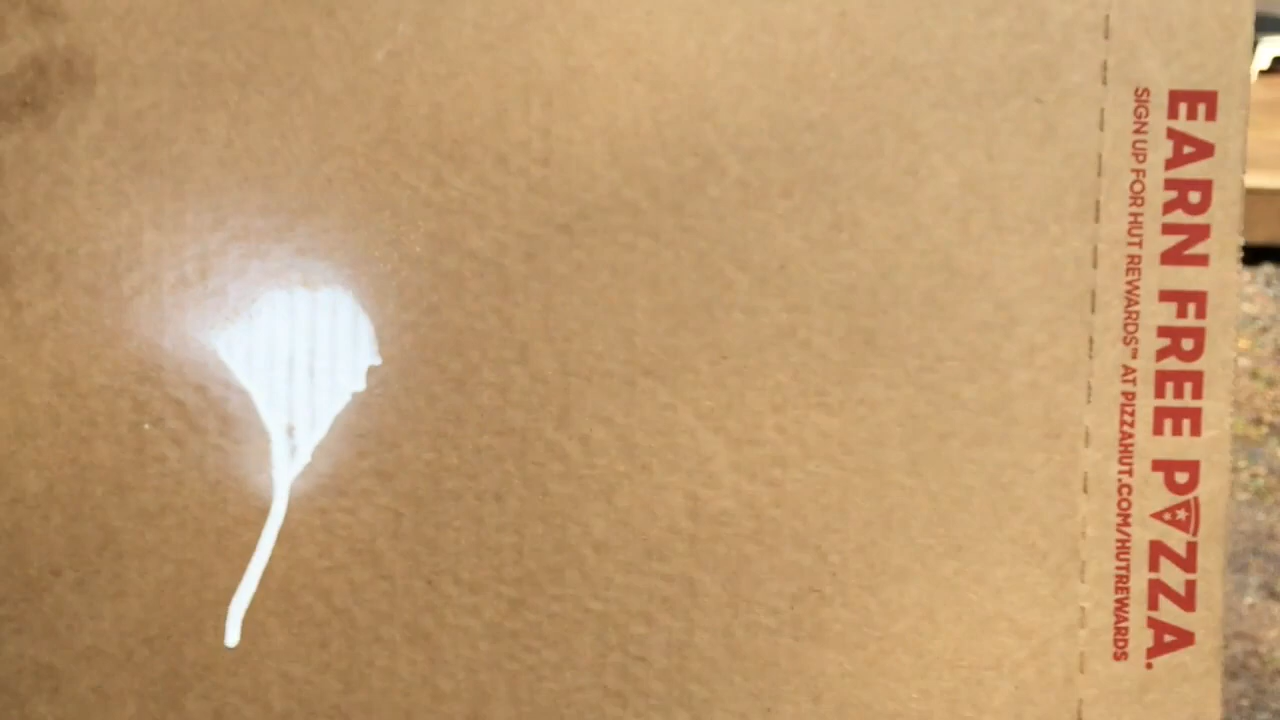 EARN FREE PIZZA.
SIGN UP FOR HUT REWARDS™ AT PIZZAHUT.COM/HUTREWARDS